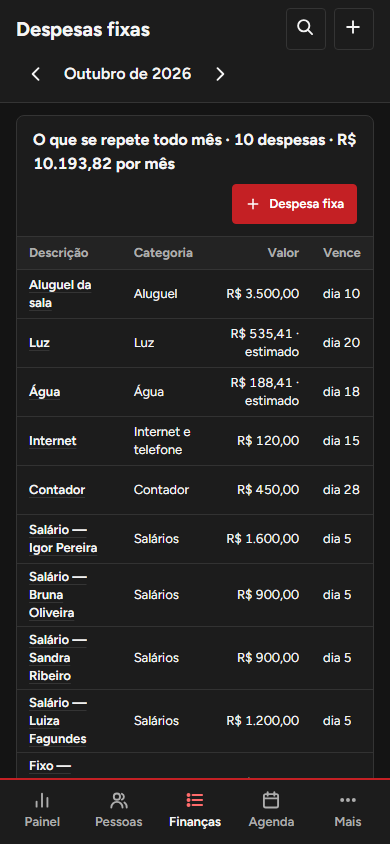 Despesas fixas
Outubro de 2026
O que se repete todo mês · 10 despesas · R$
10.193,82 por mês
Despesa fixa
Descrição Categoria Valor Vence
Aluguel da
sala
Aluguel R$ 3.500,00 dia 10
Luz Luz R$ 535,41 ·
estimado
dia 20
Água Água R$ 188,41 ·
estimado
dia 18
Internet Internet e
telefone
R$ 120,00 dia 15
Contador Contador R$ 450,00 dia 28
Salário —
Igor Pereira
Salários R$ 1.600,00 dia 5
Salário —
Bruna
Oliveira
Salários R$ 900,00 dia 5
Salário —
Sandra
Ribeiro
Salários R$ 900,00 dia 5
Salário —
Luiza
Fagundes
Salários R$ 1.200,00 dia 5
Fixo —
Painel Pessoas Finanças Agenda Mais